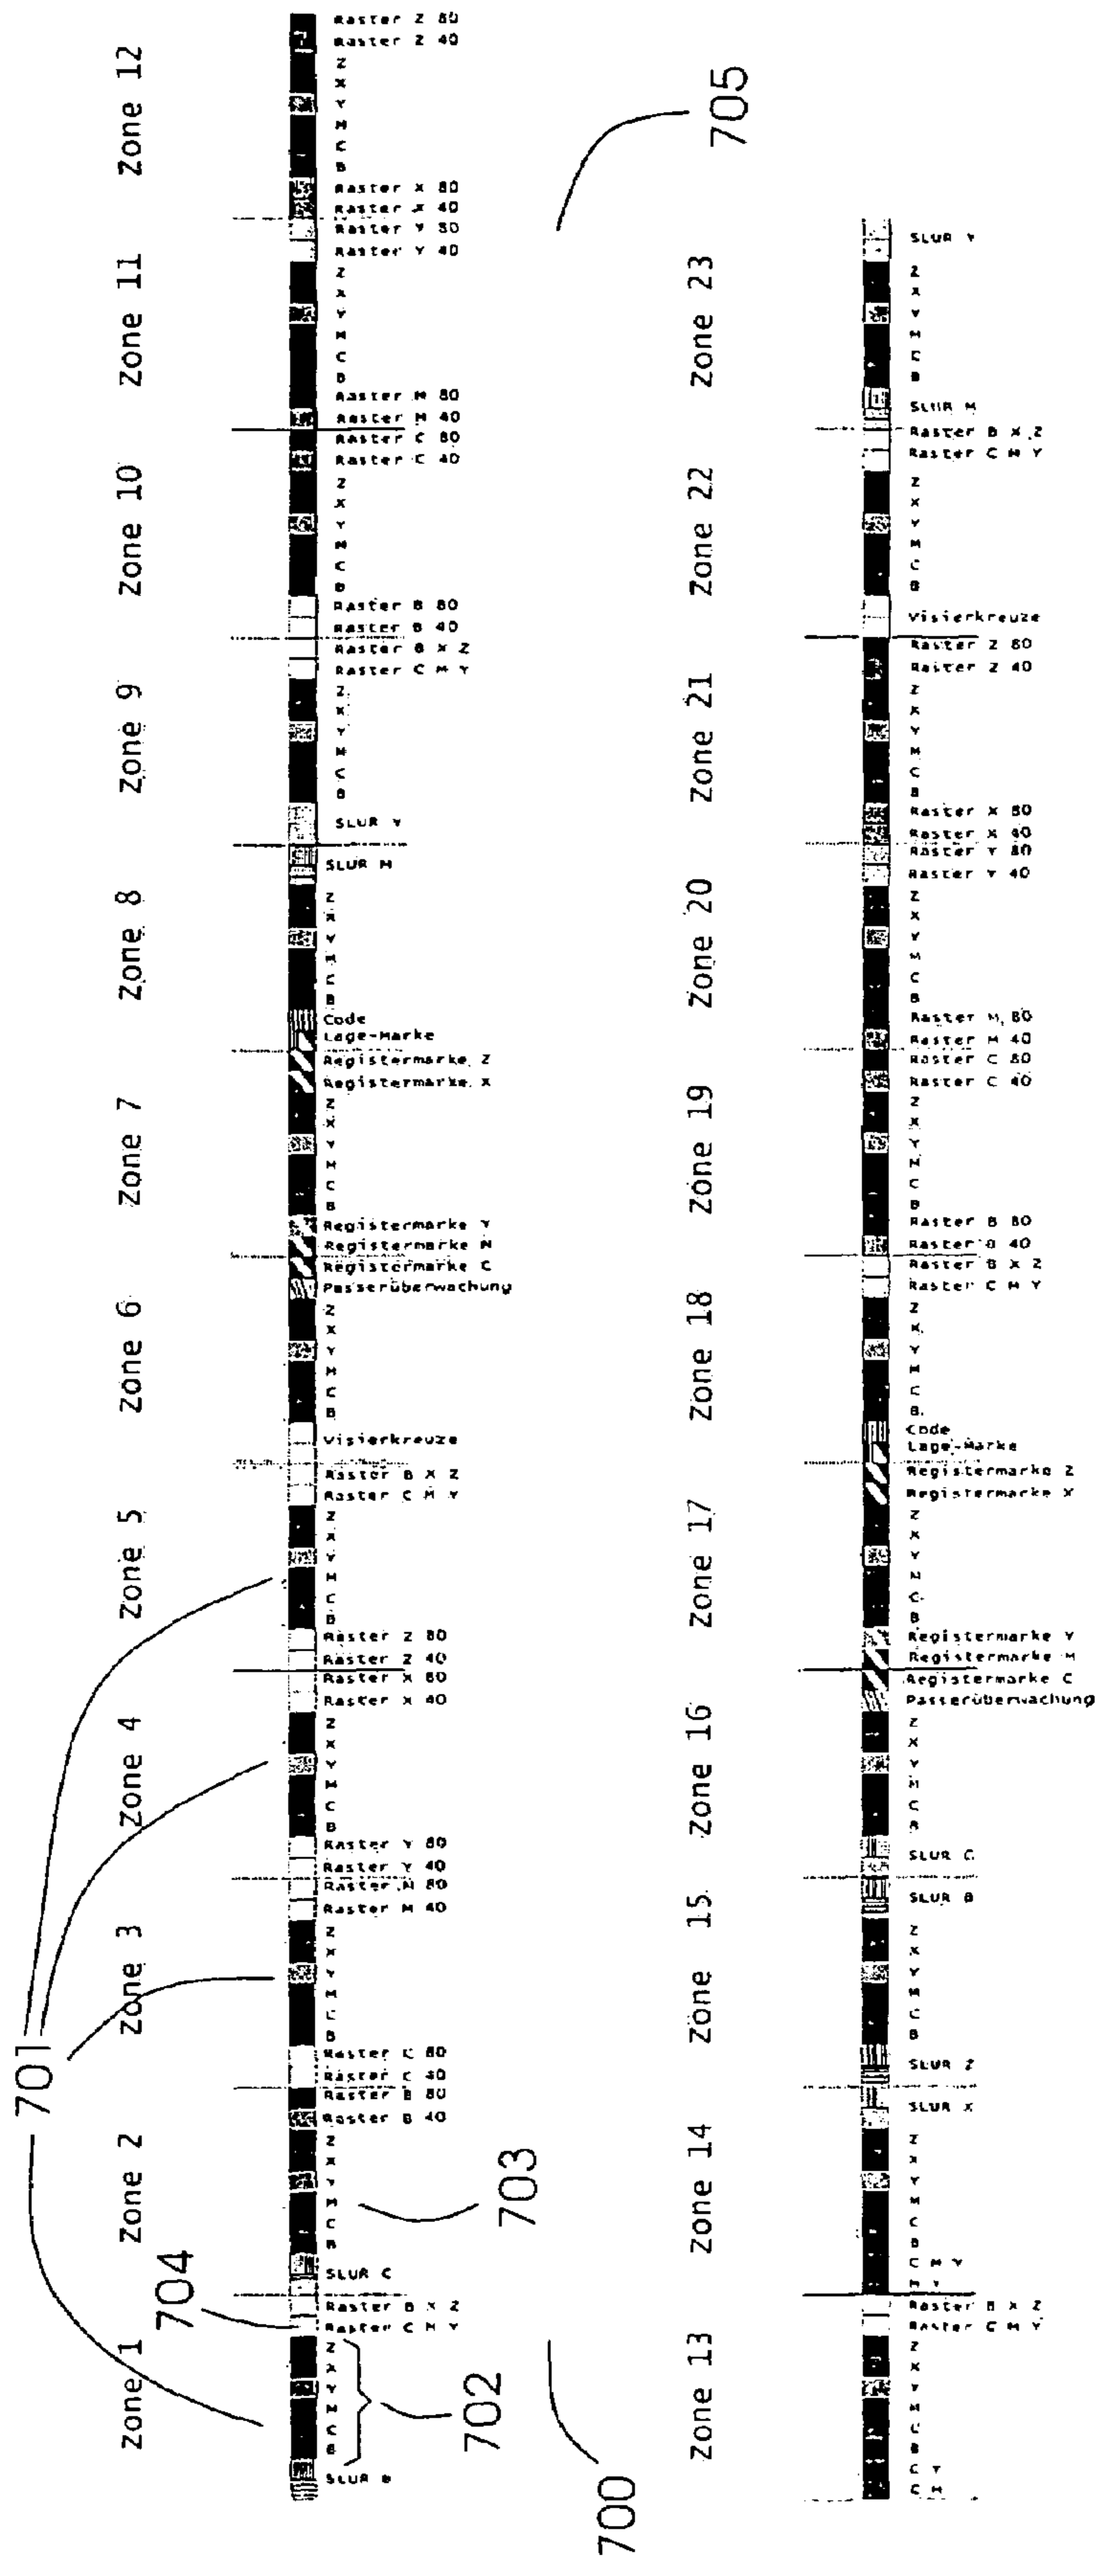 701
704
Zone 1 Zone 2 Zone 3 Zone 4 Zone 5 Zone 6 Zone 7 Zone 8 Zone 9 Zone 10 Zone 11 Zone 12
SLUR B
B C M Y X Z
Raster C M Y
Raster B X Z
SLUR C
B C M Y X Z
Raster B 40
Raster B 80
Raster C 40
Raster C 80
B C M Y X Z
Raster M 40
Raster M 80
Raster Y 40
Raster Y 80
B C M Y X Z
Raster X 40
Raster X 80
Raster Z 40
Raster Z 80
B C M Y X Z
Raster C M Y
Raster B X Z
Visierkreuze
B C M Y X Z
Passerüberwachung
Registermarke C
Registermarke M
Registermarke Y
B C M Y X Z
Registermarke X
Registermarke Z
Lage-Marke
Code
B C M Y X Z
SLUR M
SLUR Y
B C M Y X Z
Raster C M Y
Raster B X Z
Raster B 40
Raster B 80
B C M Y X Z
Raster C 40
Raster C 80
Raster M 40
Raster M 80
B C M Y X Z
Raster Y 40
Raster Y 80
Raster X 40
Raster X 80
B C M Y X Z
Raster Z 40
Raster Z 80
702
703
700
705
Zone 13 Zone 14 Zone 15 Zone 16 Zone 17 Zone 18 Zone 19 Zone 20 Zone 21 Zone 22 Zone 23
C M
C Y
B C M Y X Z
Raster C M Y
Raster B X Z
M Y
C M Y
B C M Y X Z
SLUR X
SLUR Z
B C M Y X Z
SLUR B
SLUR C
B C M Y X Z
Passerüberwachung
Registermarke C
Registermarke M
Registermarke Y
B C M Y X Z
Registermarke X
Registermarke Z
Lage-Marke
Code
B C M Y X Z
Raster C M Y
Raster B X Z
Raster B 40
Raster B 80
B C M Y X Z
Raster C 40
Raster C 80
Raster M 40
Raster M 80
B C M Y X Z
Raster Y 40
Raster Y 80
Raster X 40
Raster X 80
B C M Y X Z
Raster Z 40
Raster Z 80
Visierkreuze
B C M Y X Z
Raster C M Y
Raster B X Z
SLUR M
B C M Y X Z
SLUR Y